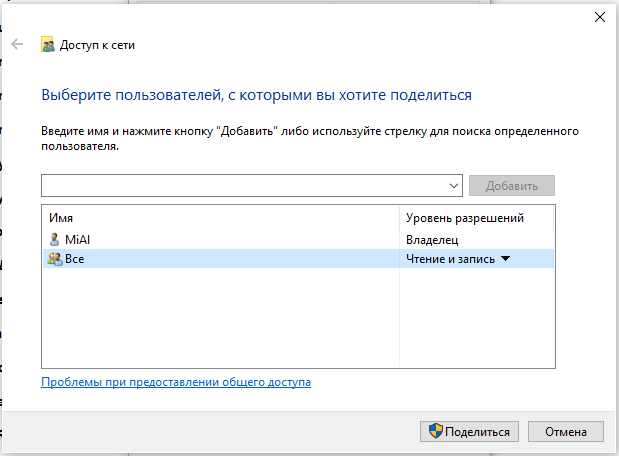 Доступ к сети
Выберите пользователей, с которыми вы хотите поделиться
Введите имя и нажмите кнопку "Добавить" либо используйте стрелку для поиска определенного
пользователя.
Добавить
Имя Уровень разрешений
MiAl Владелец
Все Чтение и запись
Проблемы при предоставлении общего доступа
Поделиться Отмена